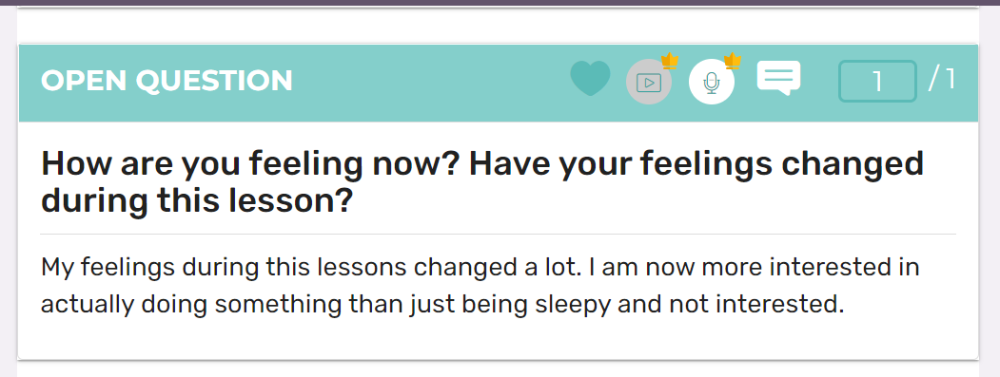 OPEN QUESTION
1 / 1
How are you feeling now? Have your feelings changed
during this lesson?
My feelings during this lessons changed a lot. I am now more interested in
actually doing something than just being sleepy and not interested.